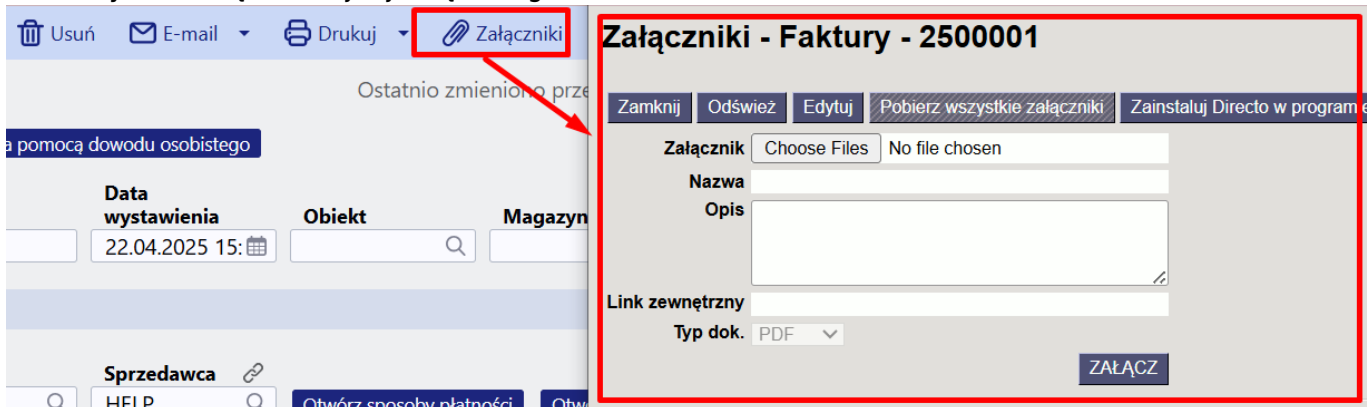 Usuń E-mail Drukuj Załączniki
Ostatnio zmieniono prze
a pomocą dowodu osobistego
Data
wystawienia Obiekt Magazyn
22.04.2025 15:
Sprzedawca
HELP
Otwórz sposoby płatności Otw
Załączniki - Faktury - 2500001
Zamknij Odśwież Edytuj Pobierz wszystkie załączniki Zainstaluj Directo w programie
Załącznik Choose Files No file chosen
Nazwa
Opis
Link zewnętrzny
Typ dok. PDF
ZAŁĄCZ